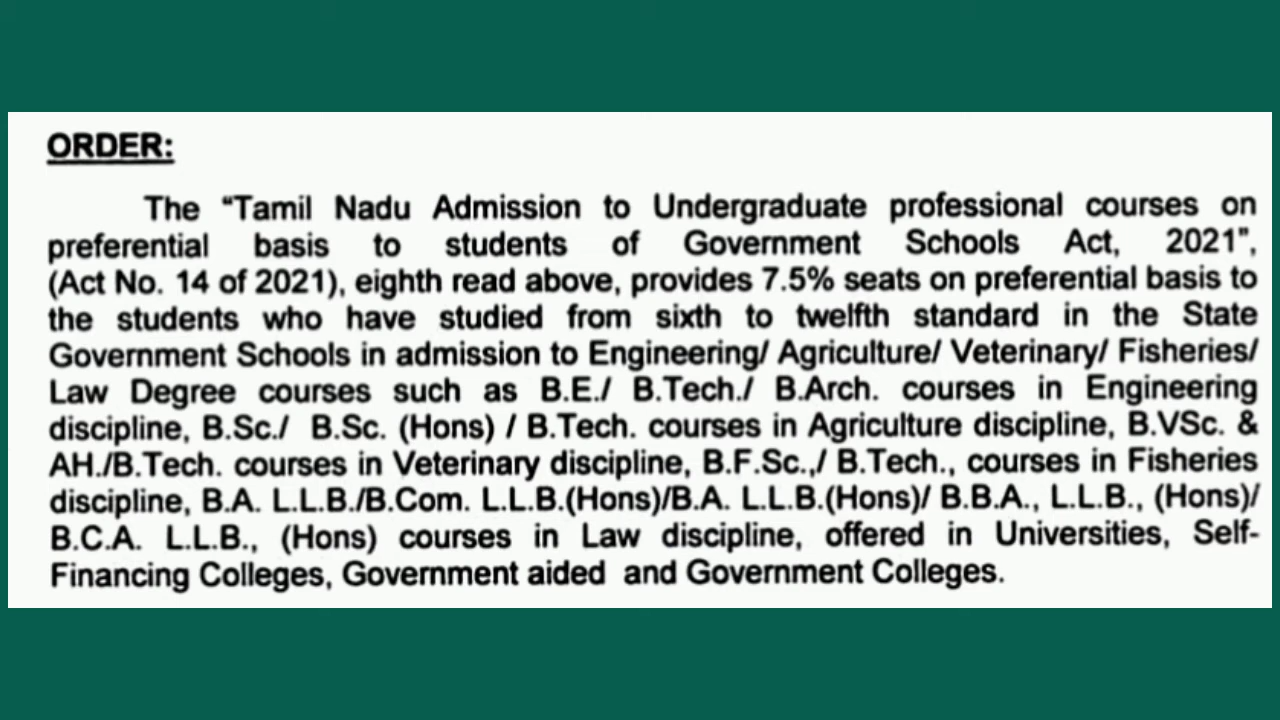 ORDER:
The “Tamil Nadu Admission to Undergraduate professional courses on
preferential basis to students of Government Schools Act, 2021”,
(Act No. 14 of 2021), eighth read above, provides 7.5% seats on preferential basis to
the students who have studied from sixth to twelfth standard in the State
Government Schools in admission to Engineering/ Agriculture/ Veterinary/ Fisheries/
Law Degree courses such as B.E./ B.Tech./ B.Arch. courses in Engineering
discipline, B.Sc./ B.Sc. (Hons) / B.Tech. courses in Agriculture discipline, B.VSc. &
AH./B.Tech. courses in Veterinary discipline, B.F.Sc.,/ B.Tech., courses in Fisheries
discipline, B.A. L.L.B./B.Com. L.L.B.(Hons)/B.A. L.L.B.(Hons)/ B.B.A., L.L.B., (Hons)/
B.C.A. L.L.B., (Hons) courses in Law discipline, offered in Universities, Self-
Financing Colleges, Government aided and Government Colleges.